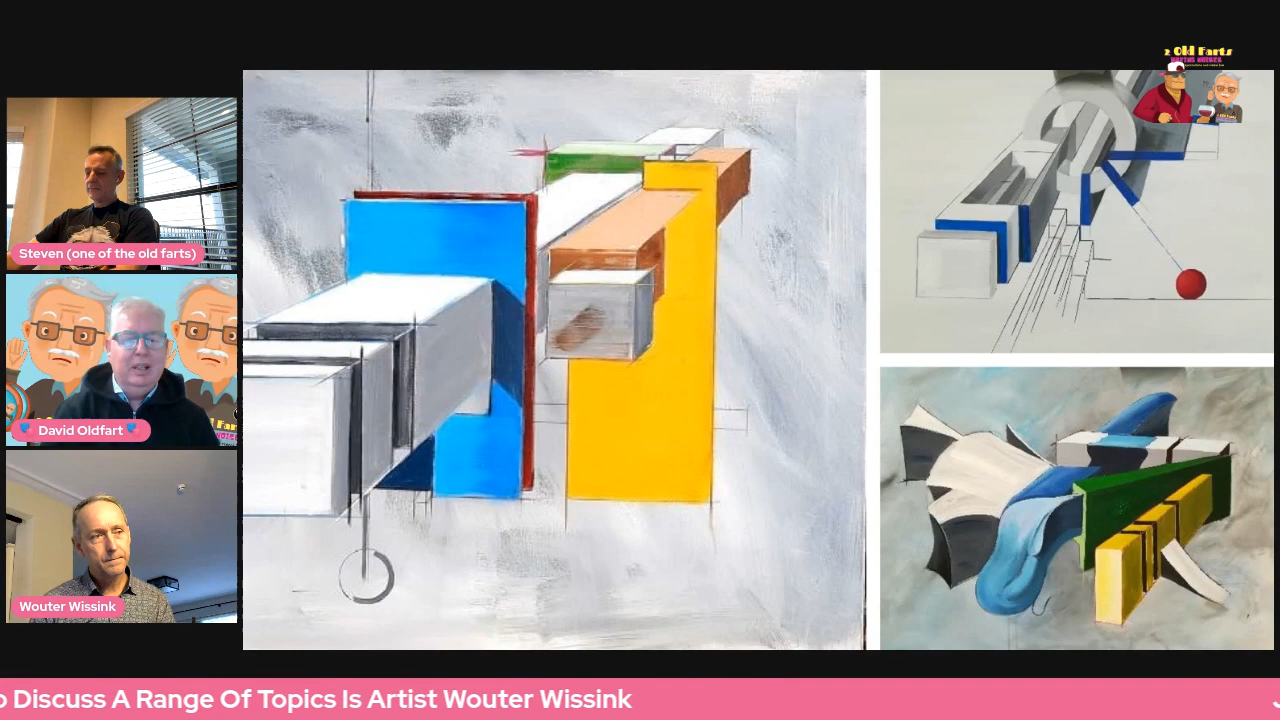 2 Old Farts
Steven (one of the old farts)
David Oldfart
Wouter Wissink
o Discuss A Range Of Topics Is Artist Wouter Wissink